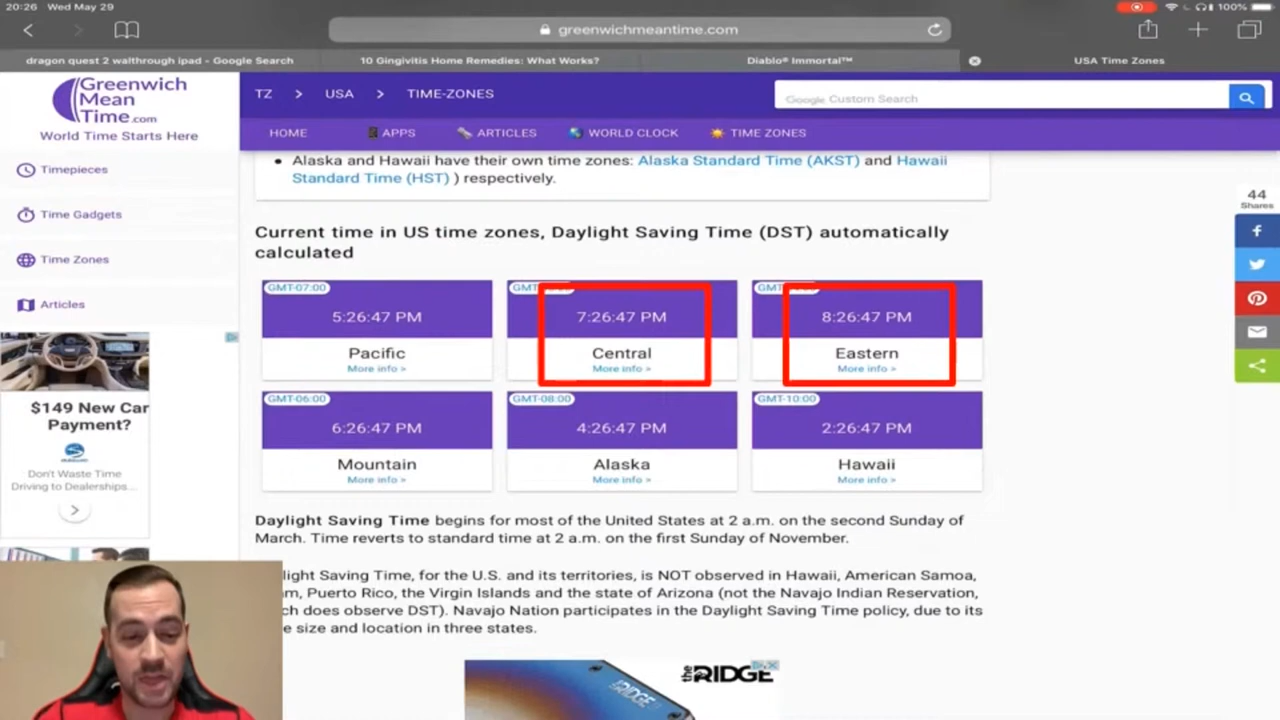 20:26 Wed May 29
100%
greenwichmeantime.com
dragon quest 2 walthrough ipad - Google Search
10 Gingivitis Home Remedies: What Works?
Diablo® Immortal™
USA Time Zones
Greenwich
Mean
Time.com
World Time Starts Here
TZ > USA > TIME-ZONES
Google Custom Search
HOME
APPS
ARTICLES
WORLD CLOCK
TIME ZONES
Timepieces
Time Gadgets
Time Zones
Articles
• Alaska and Hawaii have their own time zones: Alaska Standard Time (AKST) and Hawaii
Standard Time (HST) ) respectively.
44
Shares
Current time in US time zones, Daylight Saving Time (DST) automatically
calculated
GMT-07:00
5:26:47 PM
Pacific
More info >
GMT
7:26:47 PM
Central
More info >
GMT
8:26:47 PM
Eastern
More info >
GMT-06:00
6:26:47 PM
Mountain
More info >
GMT-08:00
4:26:47 PM
Alaska
More info >
GMT-10:00
2:26:47 PM
Hawaii
More info >
$149 New Car
Payment?
Don't Waste Time
Driving to Dealerships...
Daylight Saving Time begins for most of the United States at 2 a.m. on the second Sunday of
March. Time reverts to standard time at 2 a.m. on the first Sunday of November.
light Saving Time, for the U.S. and its territories, is NOT observed in Hawaii, American Samoa,
m, Puerto Rico, the Virgin Islands and the state of Arizona (not the Navajo Indian Reservation,
ch does observe DST). Navajo Nation participates in the Daylight Saving Time policy, due to its
e size and location in three states.
the RIDGE
RIDGE